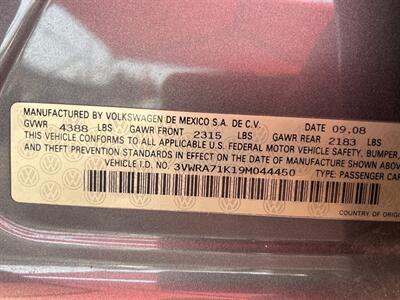 MANUFACTURED BY VOLKSWAGEN DE MEXICO S.A. DE C.V. DATE 09.08
GVWR 4388 LBS GAWR FRONT 2315 LBS GAWR REAR 2183 LBS
THIS VEHICLE CONFORMS TO ALL APPLICABLE U.S. FEDERAL MOTOR VEHICLE SAFETY, BUMPER,
AND THEFT PREVENTION STANDARDS IN EFFECT ON THE DATE OF MANUFACTURE SHOWN ABOVE.
VEHICLE I.D. NO.: 3VWRA71K19M044450 TYPE: PASSENGER CAR
COUNTRY OF ORIGIN